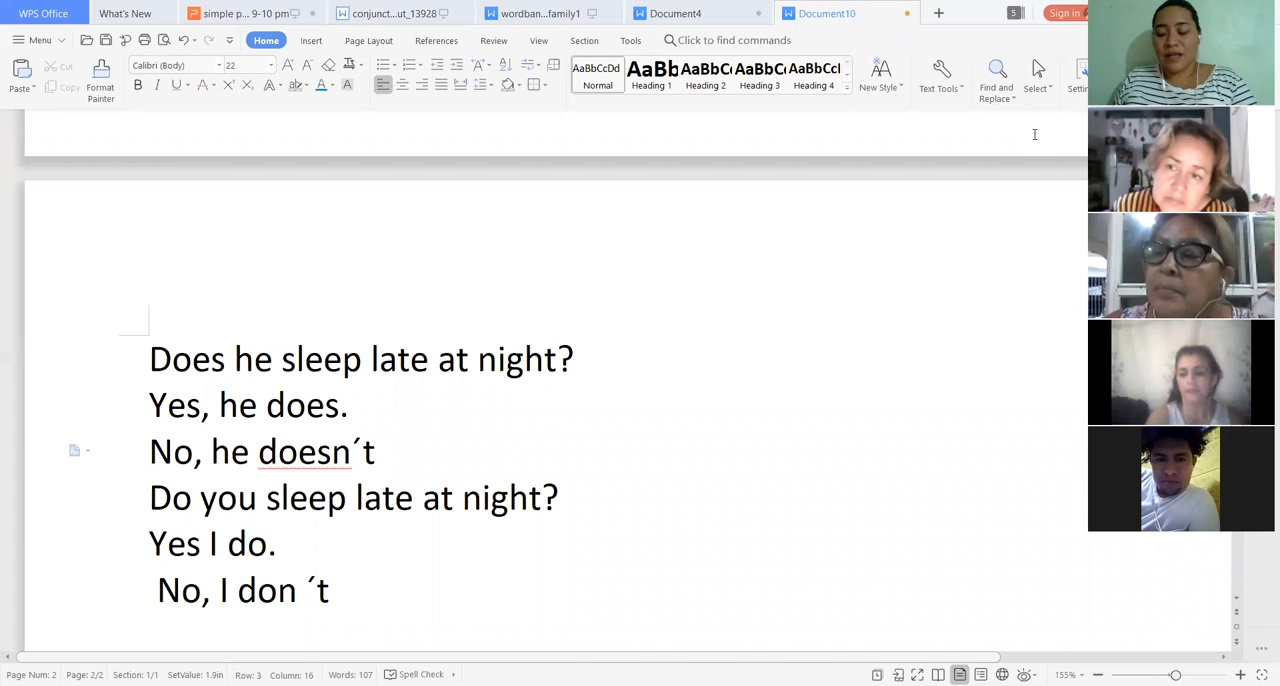 WPS Office What's New simple p... 9-10 pm conjunct...ut_13928 wordban...family1 Document4 Document10 5 Sign in
Menu Home Insert Page Layout References Review View Section Tools Click to find commands
Paste Cut Copy Format Painter Calibri (Body) 22 AaBbCcDd Normal AaBb Heading 1 AaBbC Heading 2 AaBbC Heading 3 AaBbCcl Heading 4 New Style Text Tools Find and Replace Select
Does he sleep late at night?
Yes, he does.
No, he doesn´t
Do you sleep late at night?
Yes I do.
No, I don ´t
Page Num: 2 Page: 2/2 Section: 1/1 SetValue: 1.9in Row: 3 Column: 16 Words: 107 Spell Check 155%